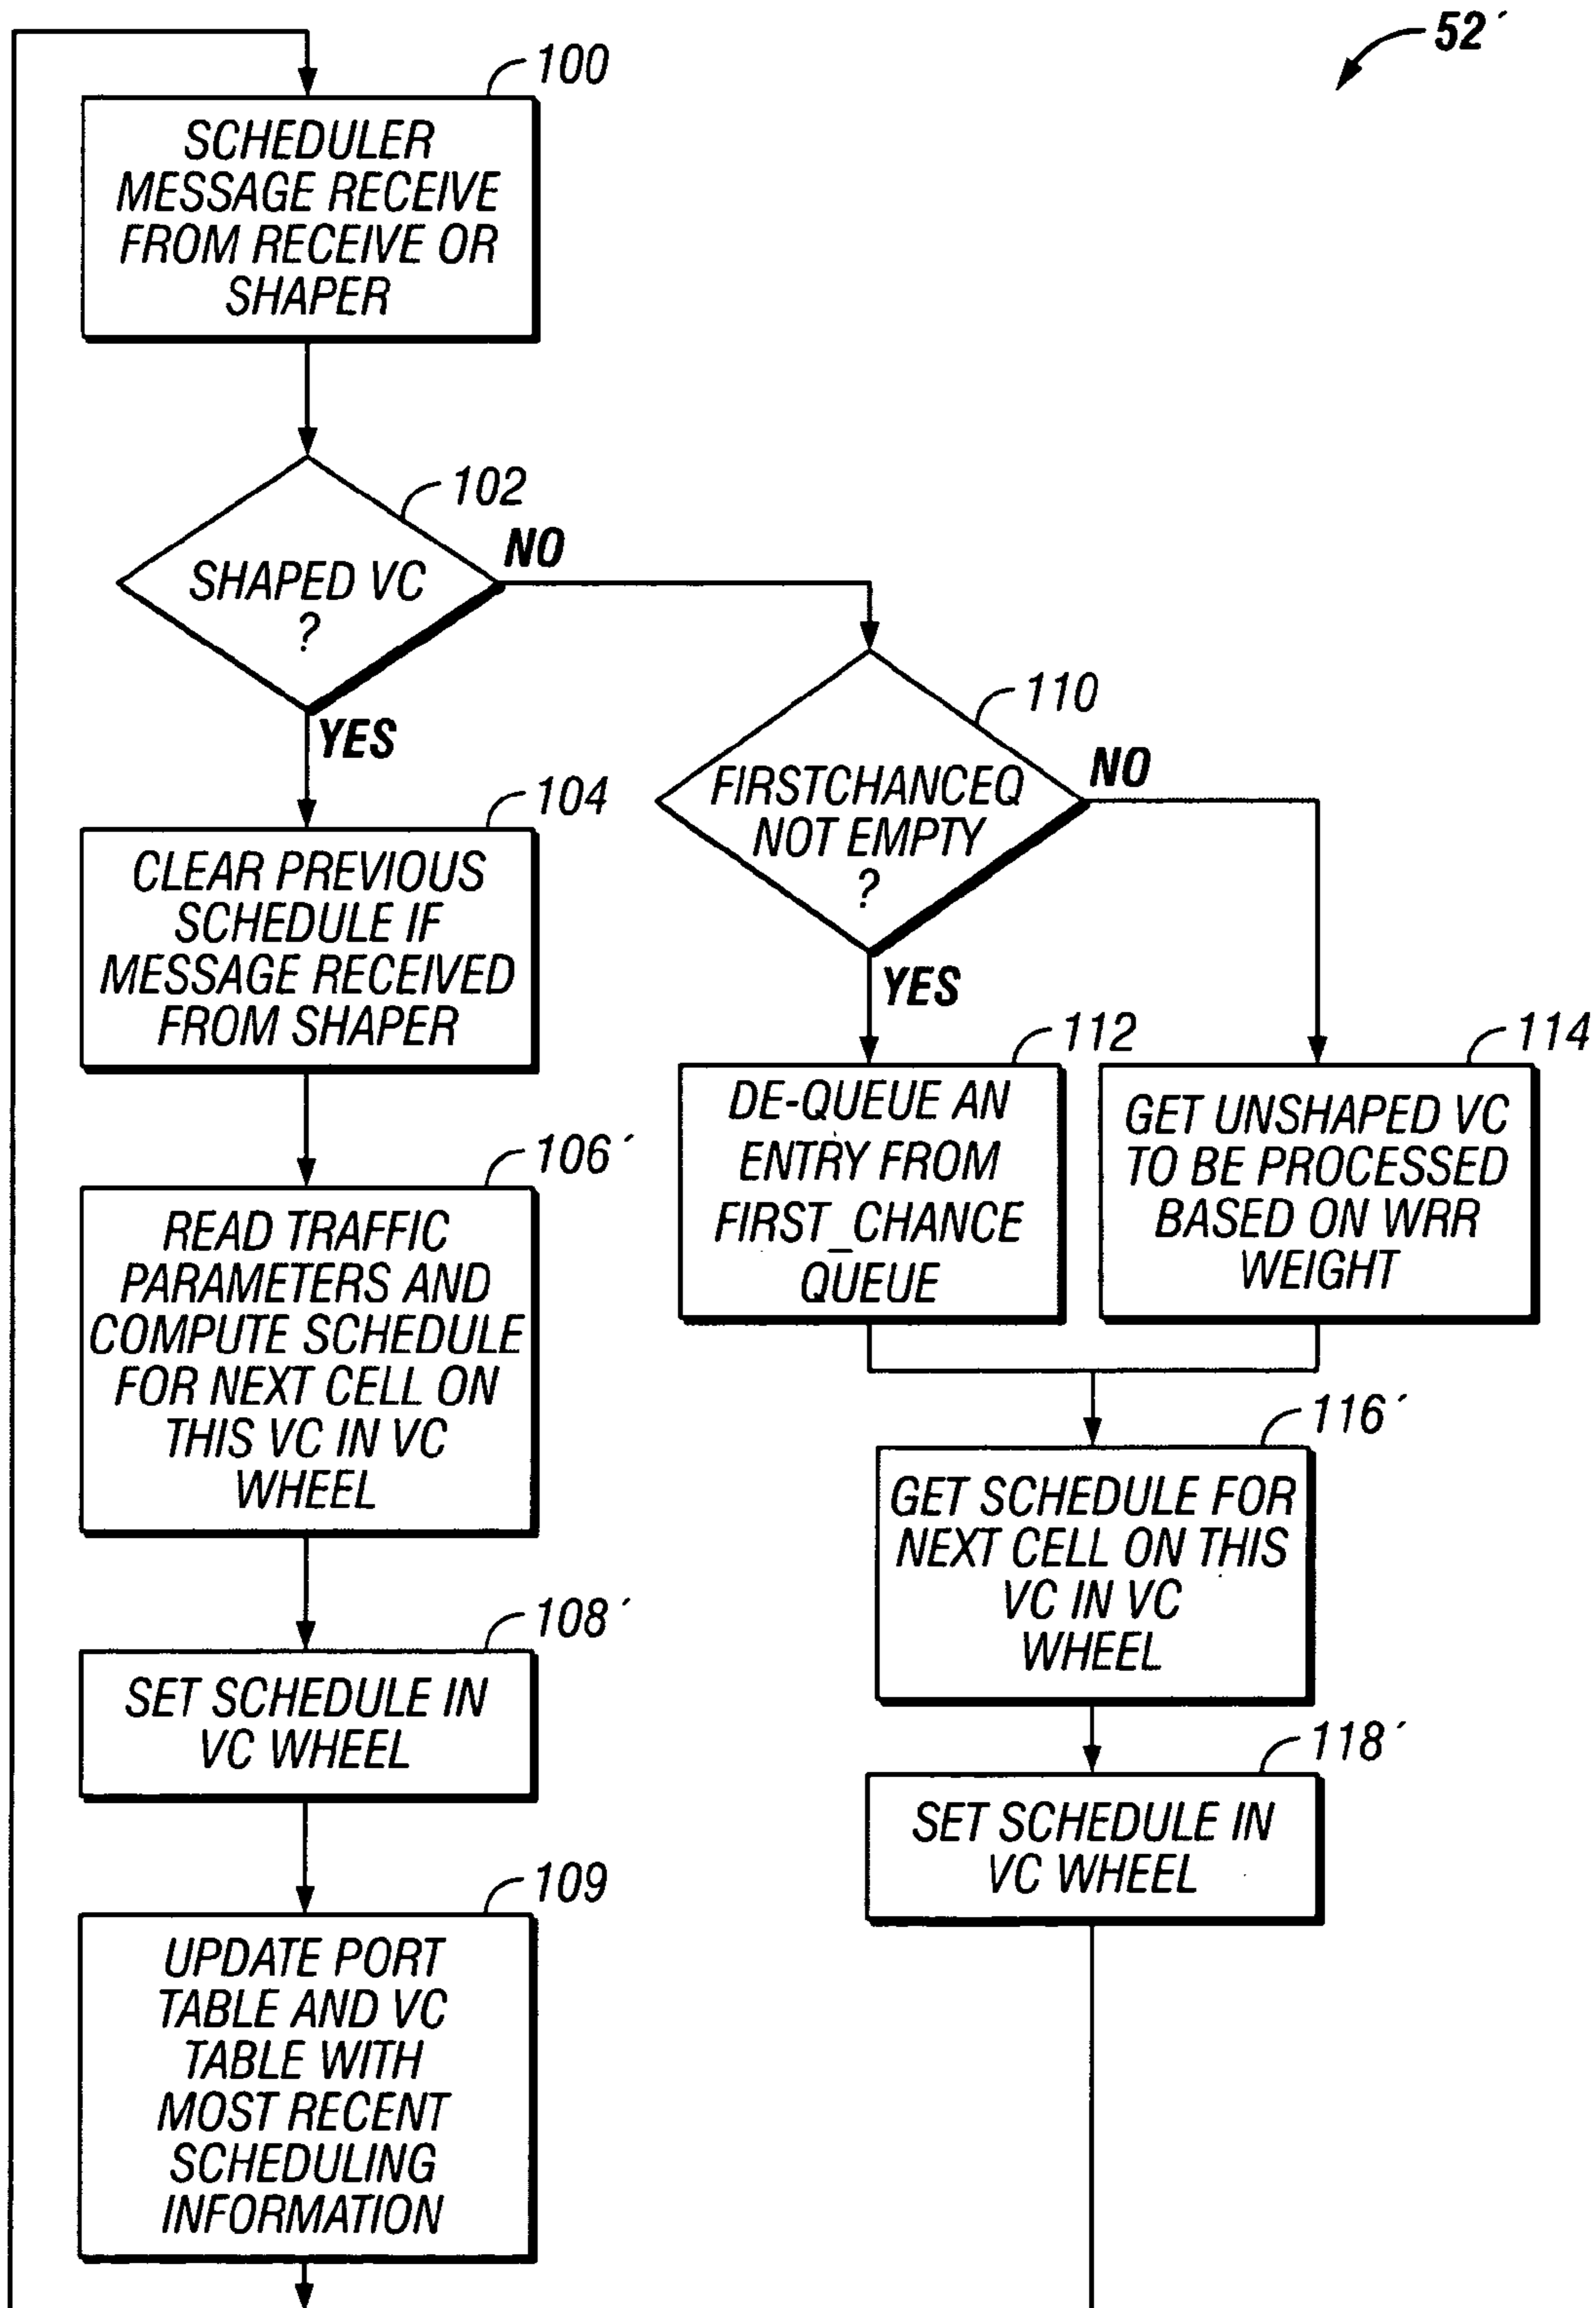 52´
100
SCHEDULER
MESSAGE RECEIVE
FROM RECEIVE OR
SHAPER
102
SHAPED VC
?
NO
YES
104
CLEAR PREVIOUS
SCHEDULE IF
MESSAGE RECEIVED
FROM SHAPER
106´
READ TRAFFIC
PARAMETERS AND
COMPUTE SCHEDULE
FOR NEXT CELL ON
THIS VC IN VC
WHEEL
108´
SET SCHEDULE IN
VC WHEEL
109
UPDATE PORT
TABLE AND VC
TABLE WITH
MOST RECENT
SCHEDULING
INFORMATION
110
FIRSTCHANCEQ
NOT EMPTY
?
NO
YES
112
DE-QUEUE AN
ENTRY FROM
FIRST_CHANCE
QUEUE
114
GET UNSHAPED VC
TO BE PROCESSED
BASED ON WRR
WEIGHT
116´
GET SCHEDULE FOR
NEXT CELL ON THIS
VC IN VC
WHEEL
118´
SET SCHEDULE IN
VC WHEEL